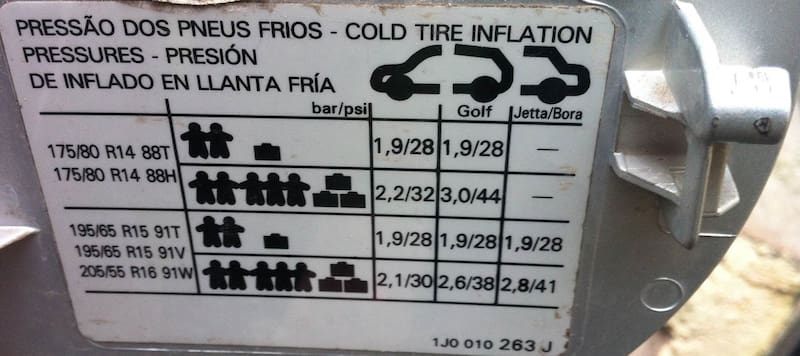 PRESSÃO DOS PNEUS FRIOS - COLD TIRE INFLATION
PRESSURES - PRESIÓN
DE INFLADO EN LLANTA FRÍA
bar/psi Golf Jetta/Bora
175/80 R14 88T 1,9/28 1,9/28 —
175/80 R14 88H 2,2/32 3,0/44 —
195/65 R15 91T
195/65 R15 91V 1,9/28 1,9/28 1,9/28
205/55 R16 91W 2,1/30 2,6/38 2,8/41
1J0 010 263 J